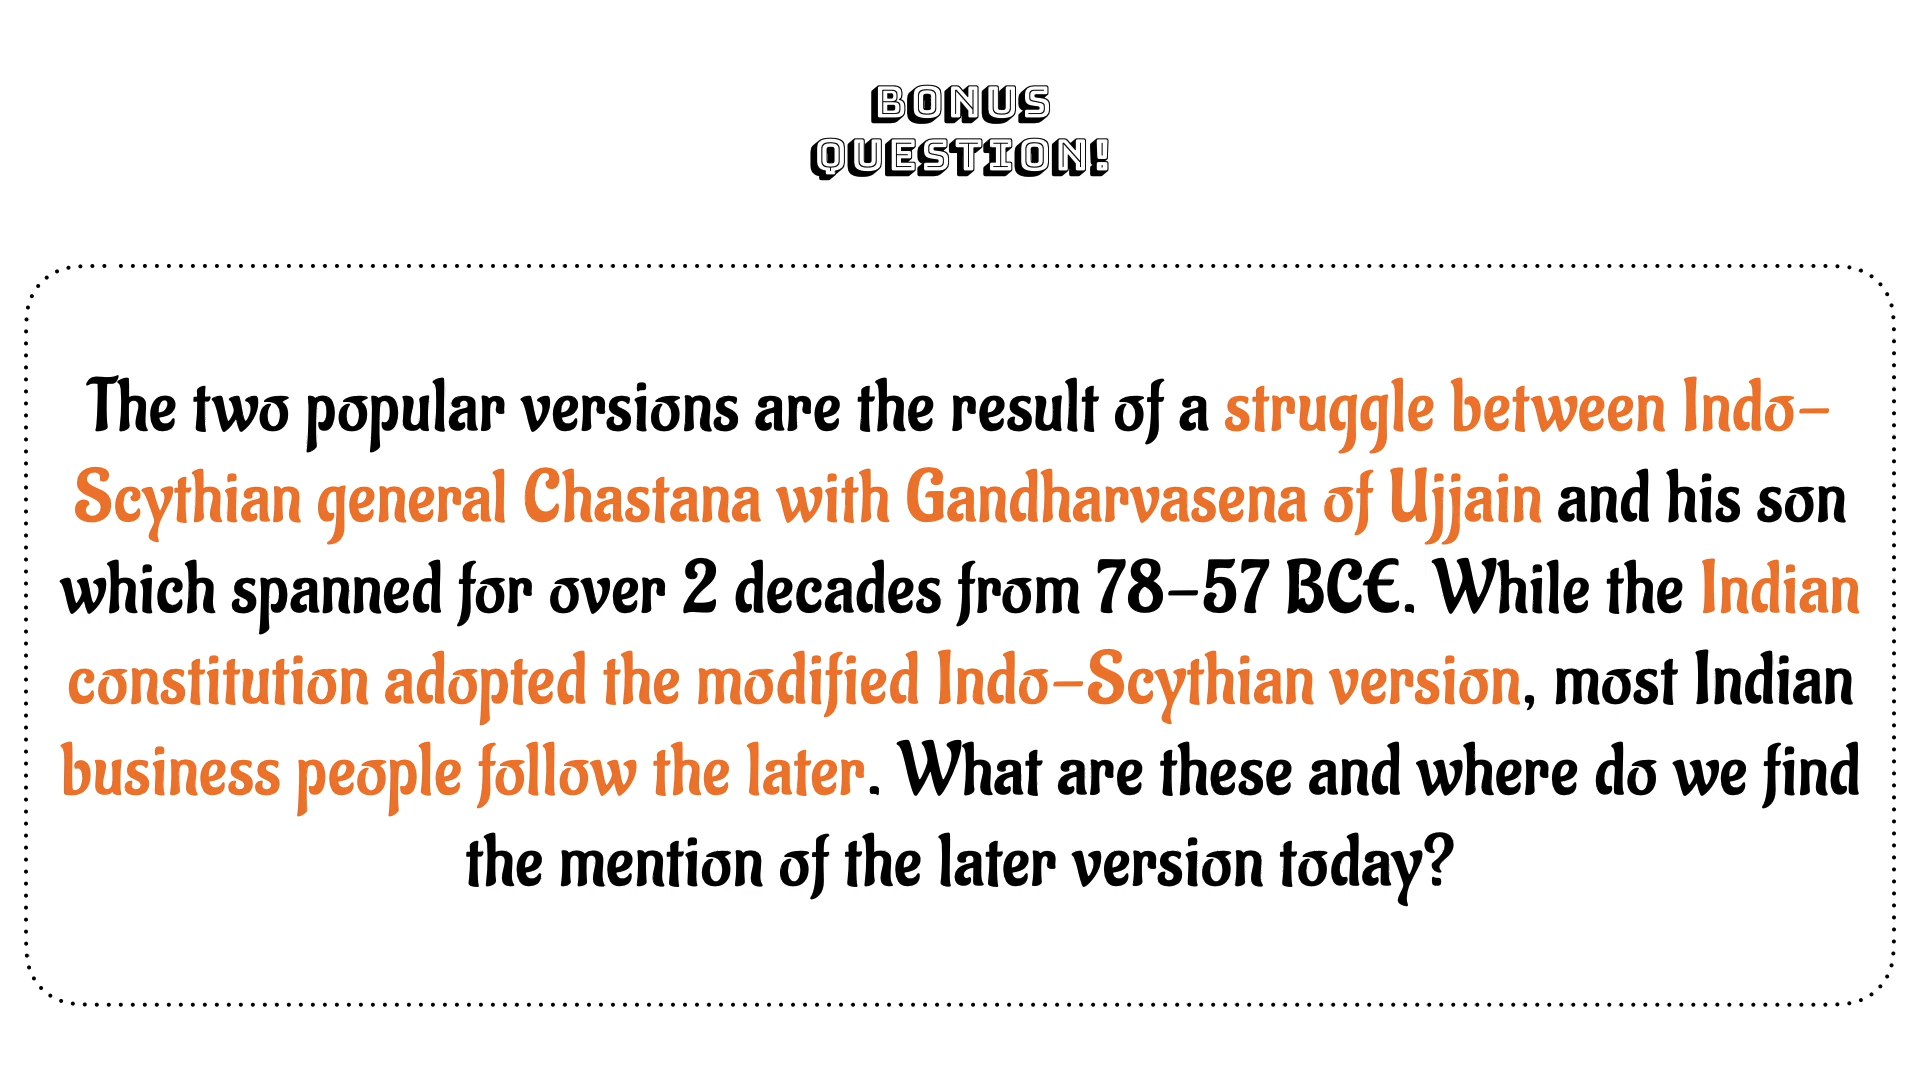 BONUS
QUESTION!
The two popular versions are the result of a struggle between Indo-
Scythian general Chastana with Gandharvasena of Ujjain and his son
which spanned for over 2 decades from 78-57 BCE. While the Indian
constitution adopted the modified Indo-Scythian version, most Indian
business people follow the later. What are these and where do we find
the mention of the later version today?